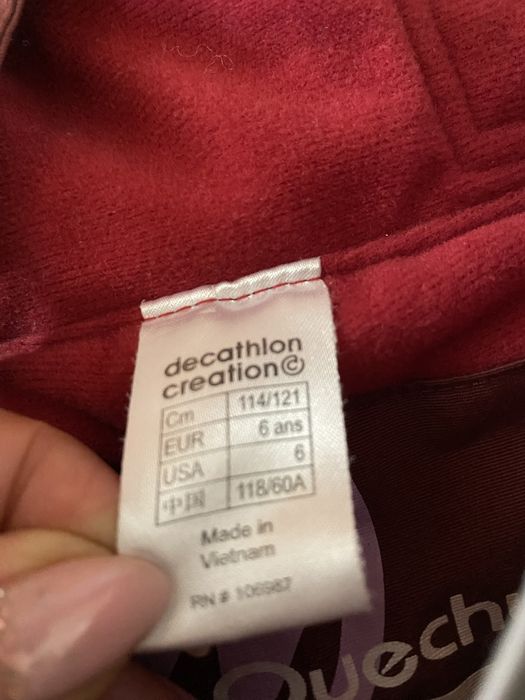 decathlon
creation©
Cm 114/121
EUR 6 ans
USA 6
中国 118/60A
Made in
Vietnam
RN # 106987
Quech